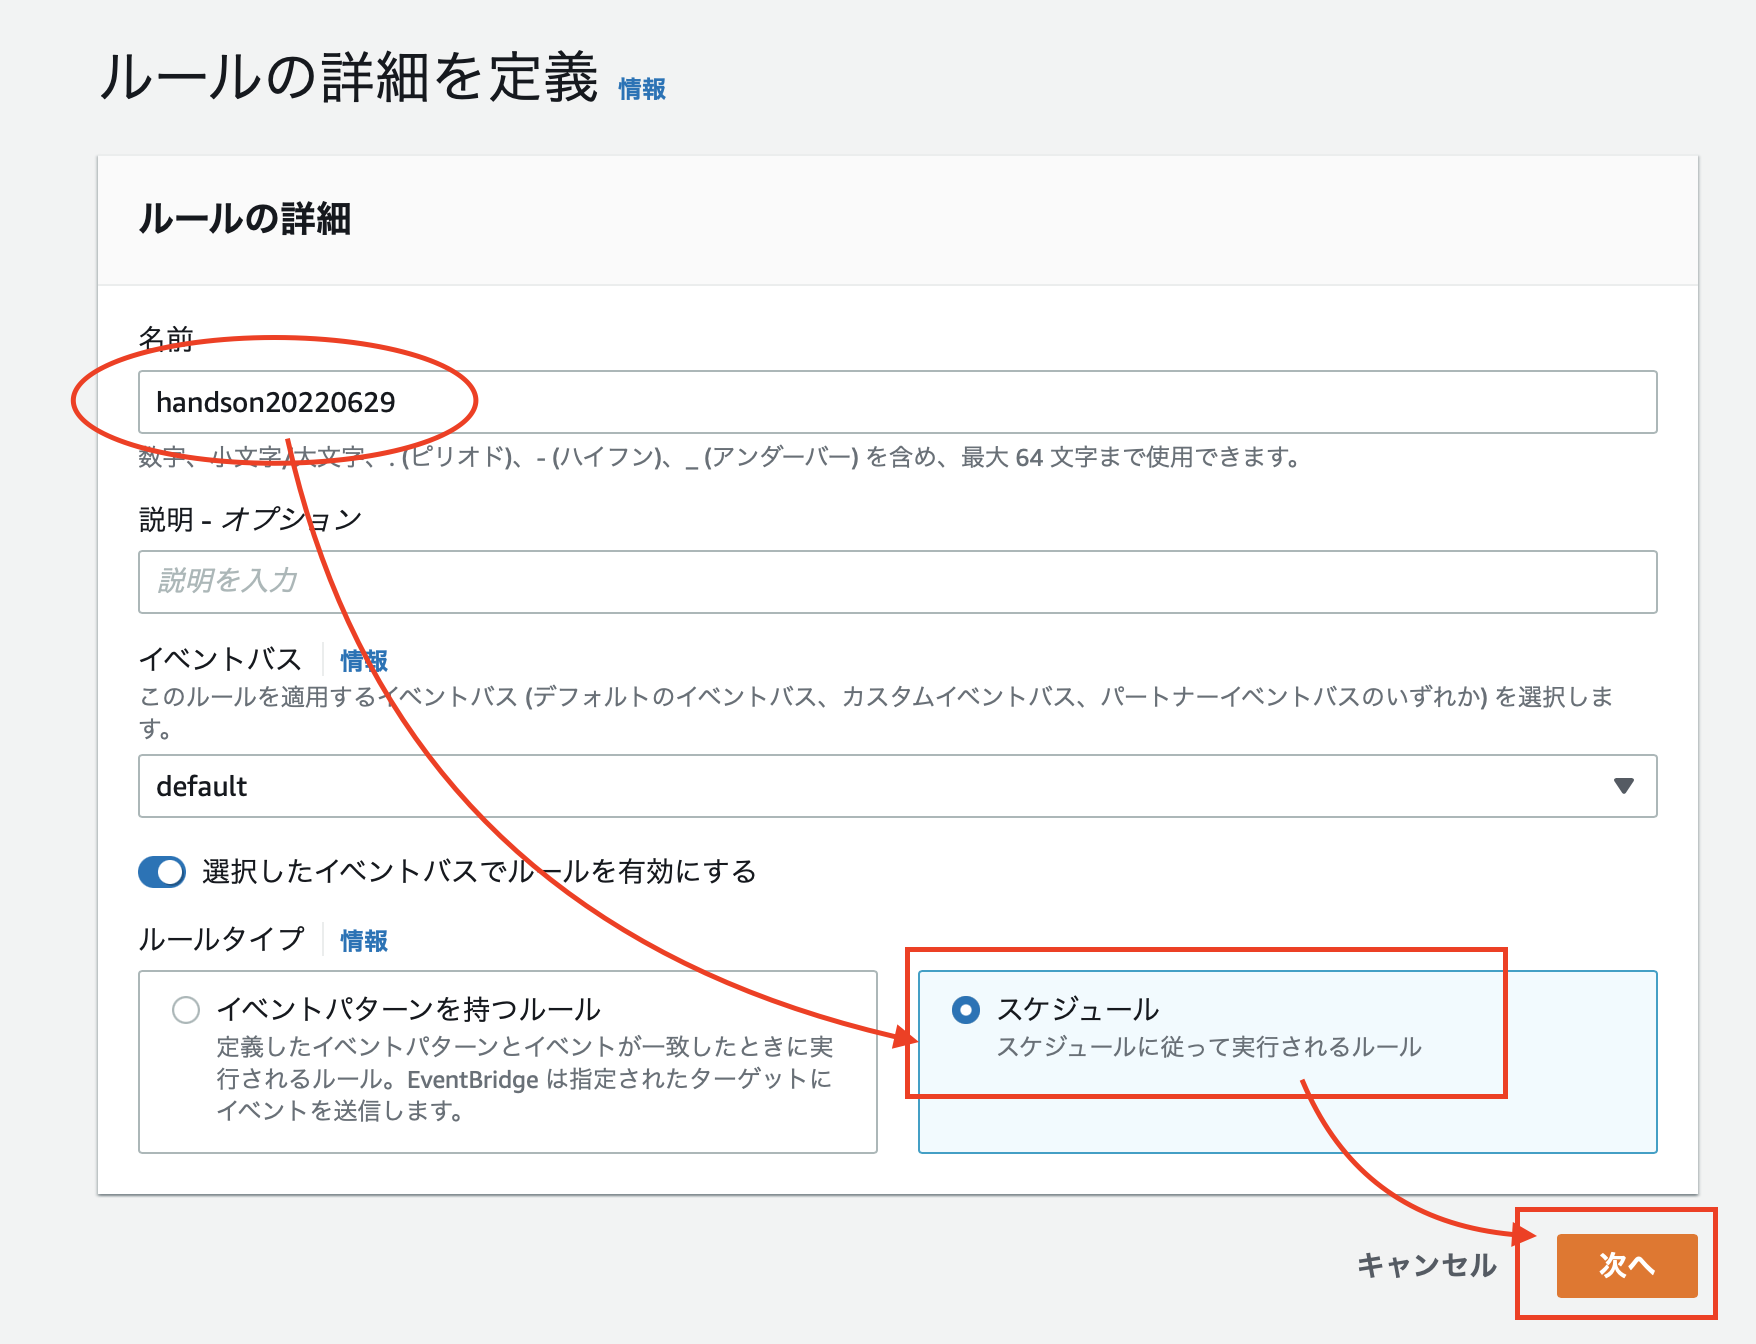 ルールの詳細を定義 情報
ルールの詳細
名前
handson20220629
数字、小文字/大文字、. (ピリオド)、- (ハイフン)、_ (アンダーバー) を含め、最大 64 文字まで使用できます。
説明 - オプション
説明を入力
イベントバス 情報
このルールを適用するイベントバス (デフォルトのイベントバス、カスタムイベントバス、パートナーイベントバスのいずれか) を選択しま
す。
default
選択したイベントバスでルールを有効にする
ルールタイプ 情報
イベントパターンを持つルール
定義したイベントパターンとイベントが一致したときに実
行されるルール。EventBridge は指定されたターゲットに
イベントを送信します。
スケジュール
スケジュールに従って実行されるルール
キャンセル 次へ